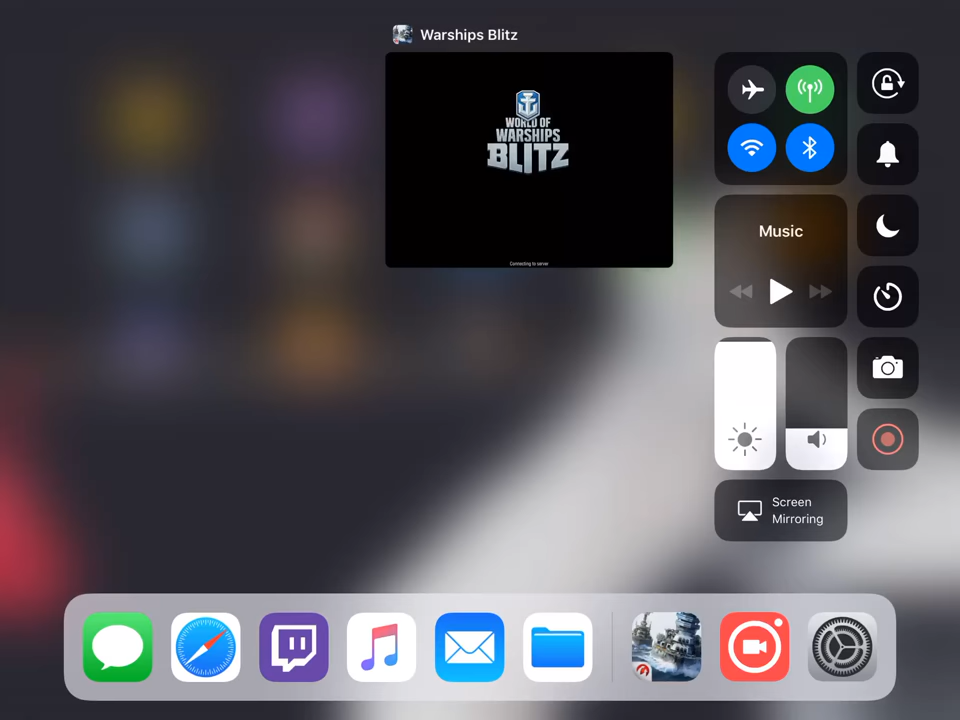 Warships Blitz
WORLD OF
WARSHIPS
BLITZ
Connecting to server
Music
Screen
Mirroring